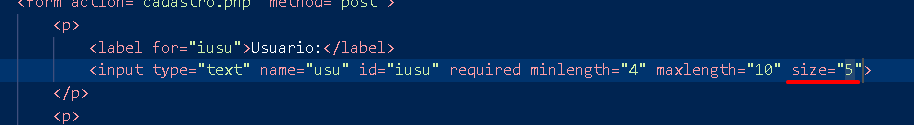 <form action="cadastro.php" method="post">
<p>
<label for="iusu">Usuario:</label>
<input type="text" name="usu" id="iusu" required minlength="4" maxlength="10" size="5">
</p>
<p>